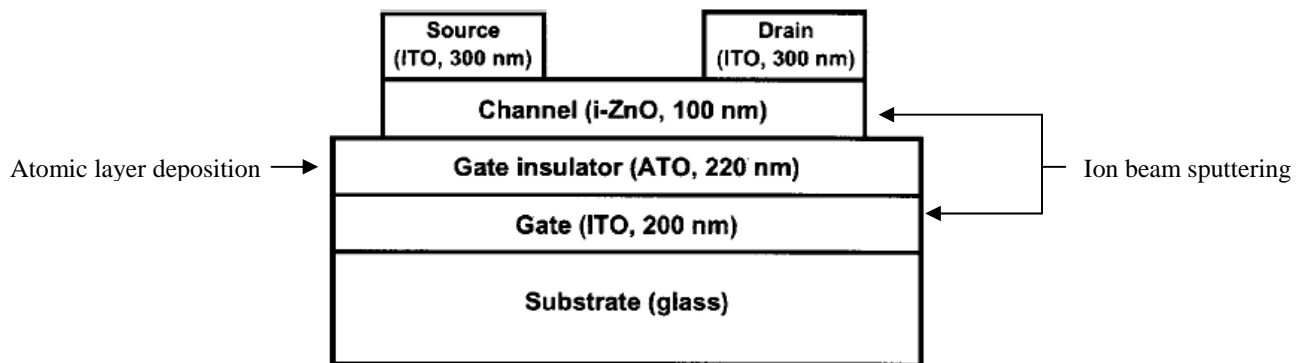 Source
(ITO, 300 nm)
Drain
(ITO, 300 nm)
Channel (i-ZnO, 100 nm)
Atomic layer deposition
Gate insulator (ATO, 220 nm)
Ion beam sputtering
Gate (ITO, 200 nm)
Substrate (glass)